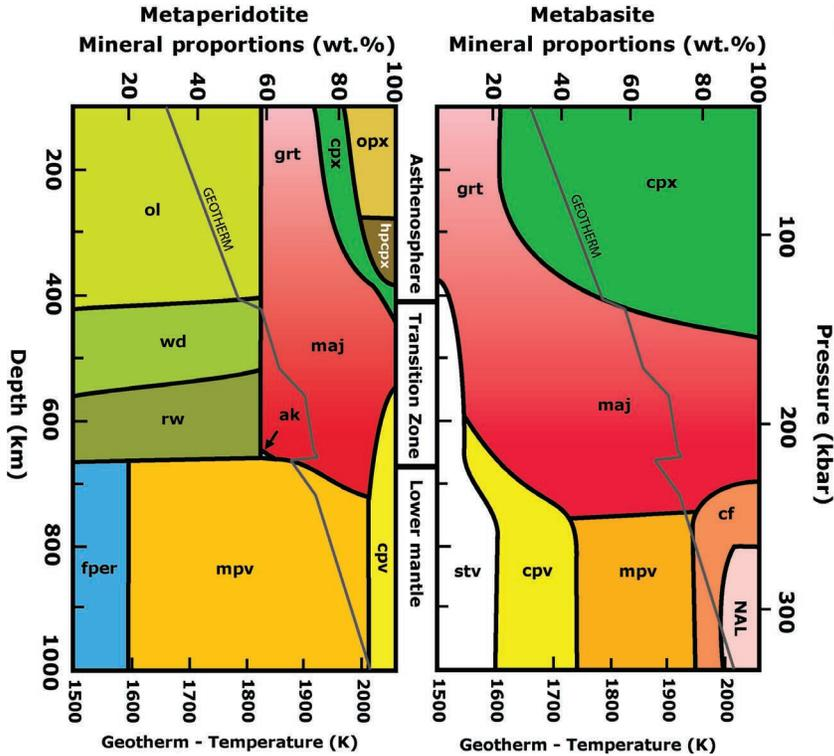 Metaperidotite
Mineral proportions (wt.%)
20 40 60 80 100
Metabasite
Mineral proportions (wt.%)
20 40 60 80 100
Depth (km)
200
400
600
800
1000
ol
GEOTHERM
grt
cpx
opx
hpcpx
wd
maj
rw
ak
fper
mpv
cpv
Asthenosphere
Transition Zone
Lower mantle
grt
cpx
GEOTHERM
maj
cf
stv
cpv
mpv
NAL
100
200
300
Pressure (kbar)
1500 1600 1700 1800 1900 2000
Geotherm - Temperature (K)
1500 1600 1700 1800 1900 2000
Geotherm - Temperature (K)